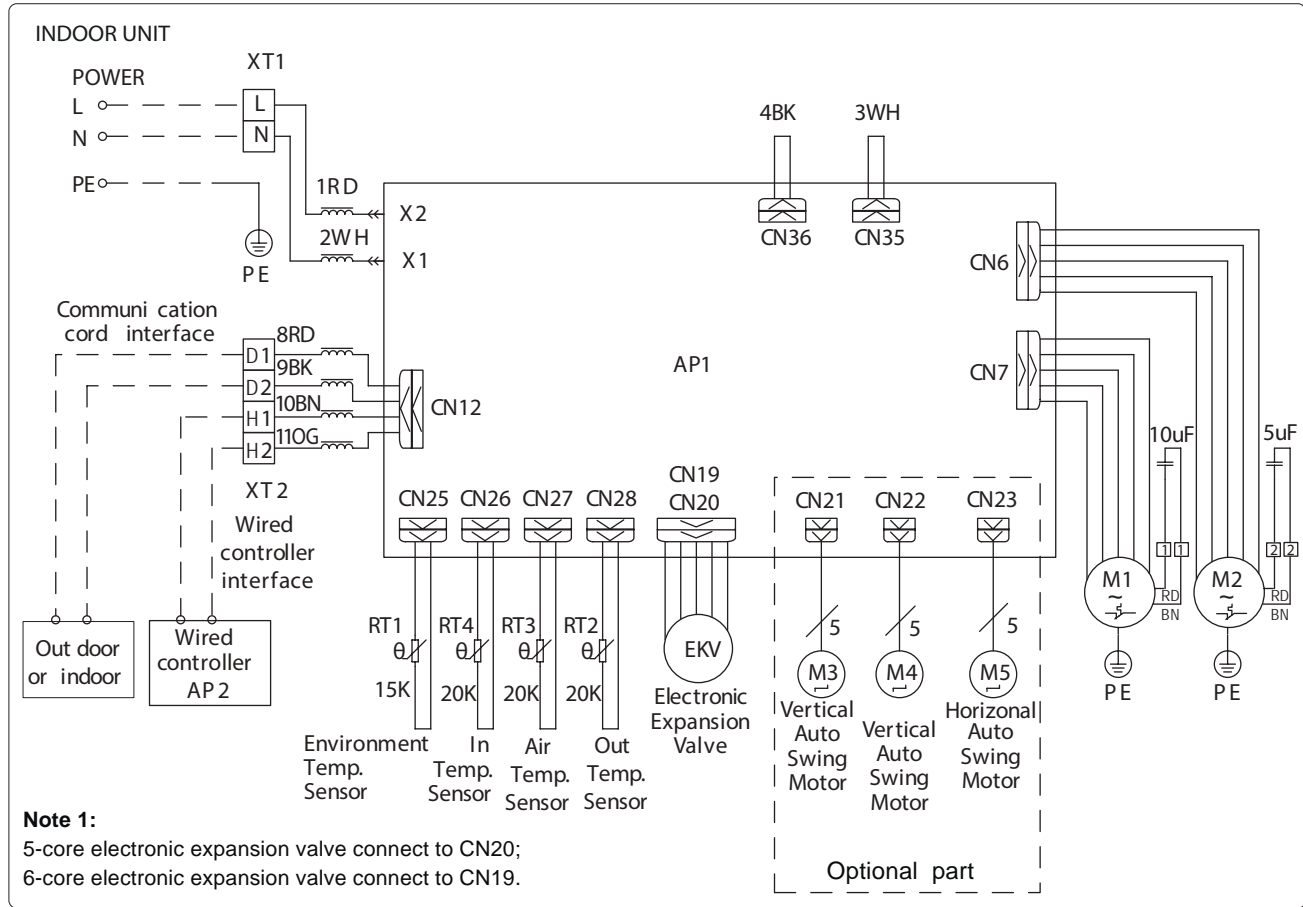 INDOOR UNIT
POWER
XT1
L
L
N
N
PE
PE
1RD
X2
2WH
X1
4BK
3WH
CN36
CN35
CN6
CN7
AP1
Communi cation
cord interface
8RD
D1
9BK
D2
10BN
H1
11OG
H2
CN12
XT2
Wired
controller
interface
Out door
or indoor
Wired
controller
AP2
CN25
CN26
CN27
CN28
CN19
CN20
CN21
CN22
CN23
RT1
θ
15K
RT4
θ
20K
RT3
θ
20K
RT2
θ
20K
EKV
Environment
Temp.
Sensor
In
Temp.
Sensor
Air
Temp.
Sensor
Out
Temp.
Sensor
Electronic
Expansion
Valve
5
5
5
M3
M4
M5
Vertical
Auto
Swing
Motor
Vertical
Auto
Swing
Motor
Horizonal
Auto
Swing
Motor
Optional part
10uF
5uF
1
1
2
2
M1
~
RD
BN
M2
~
RD
BN
PE
PE
Note 1:
5-core electronic expansion valve connect to CN20;
6-core electronic expansion valve connect to CN19.